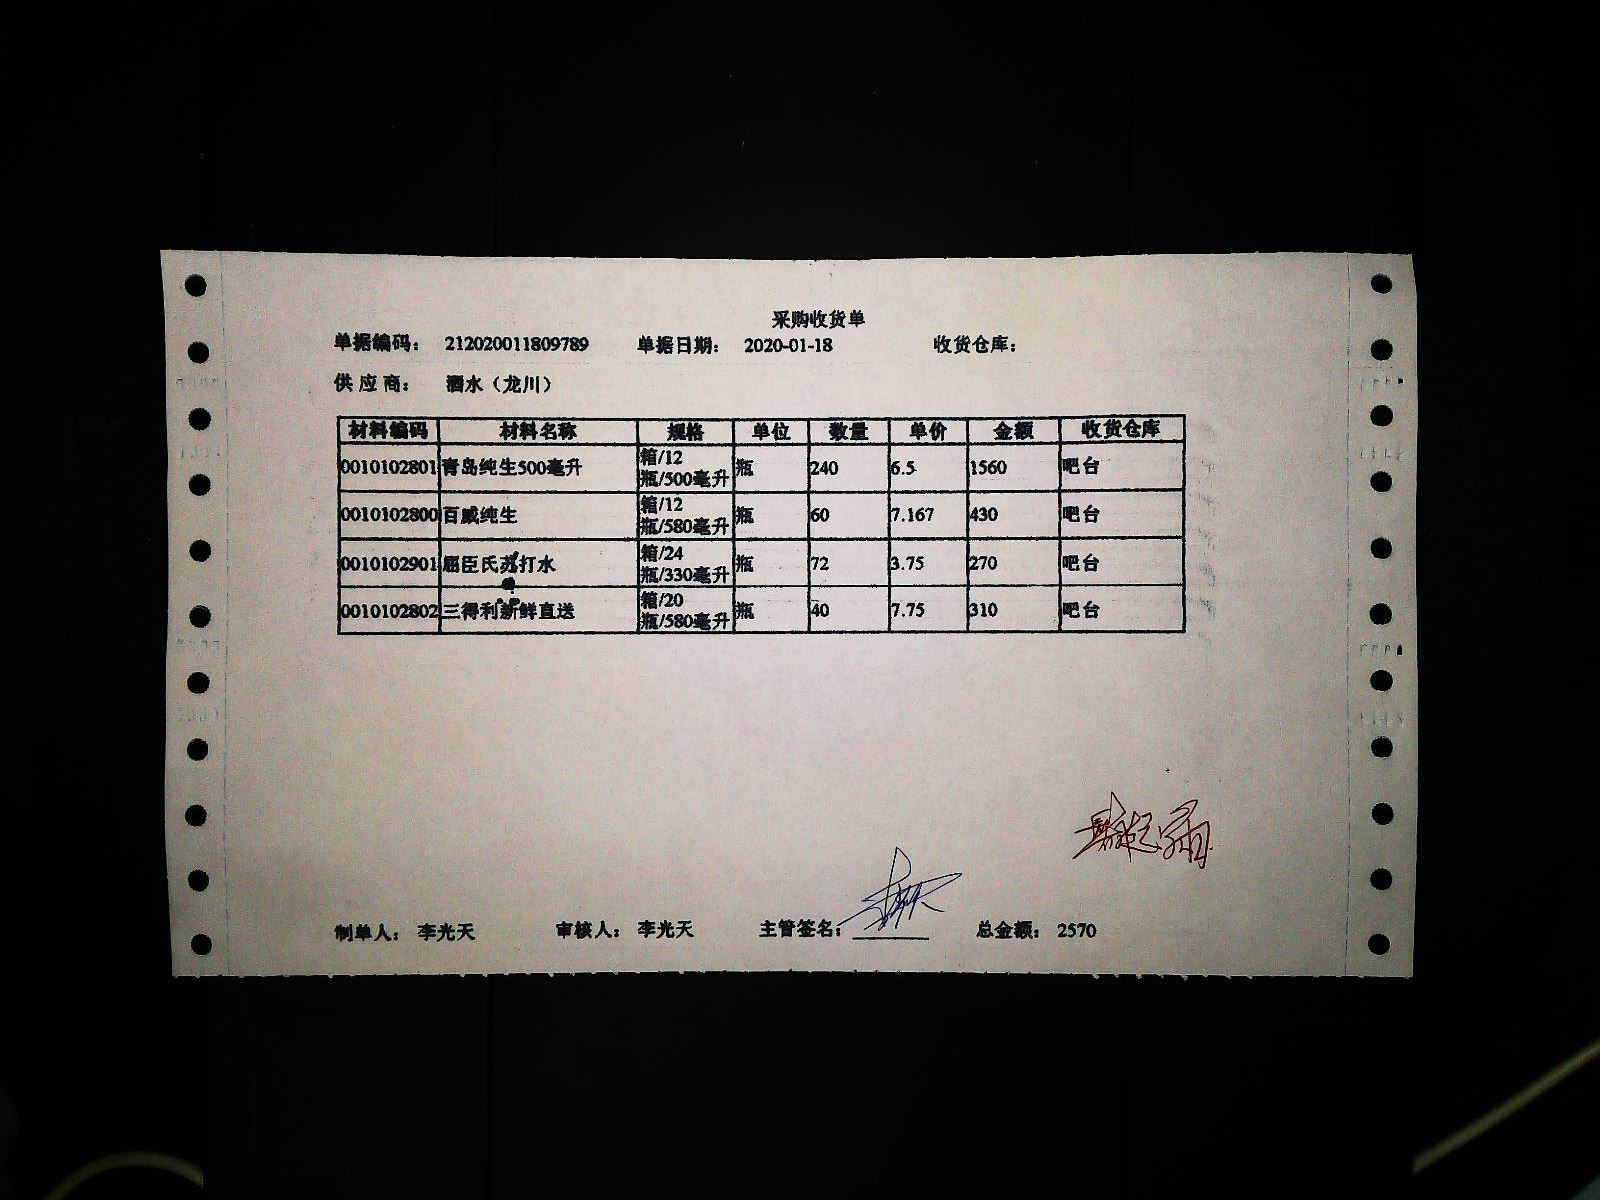 采购收货单
单据编码： 212020011809789 单据日期： 2020-01-18 收货仓库：
供应商： 酒水（龙川）
材料编码 材料名称 规格 单位 数量 单价 金额 收货仓库
0010102801 青岛纯生500毫升 箱/12瓶/500毫升 瓶 240 6.5 1560 吧台
0010102800 百威纯生 箱/12瓶/580毫升 瓶 60 7.167 430 吧台
0010102901 屈臣氏苏打水 箱/24瓶/330毫升 瓶 72 3.75 270 吧台
0010102802 三得利新鲜直送 箱/20瓶/580毫升 瓶 40 7.75 310 吧台
制单人： 李光天 审核人： 李光天 主管签名： 总金额： 2570